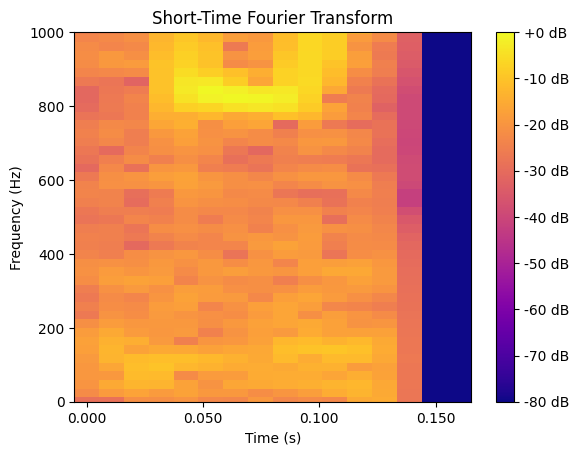 Short-Time Fourier Transform
1000
800
600
400
200
0
Frequency (Hz)
0.000
0.050
0.100
0.150
Time (s)
+0 dB
-10 dB
-20 dB
-30 dB
-40 dB
-50 dB
-60 dB
-70 dB
-80 dB